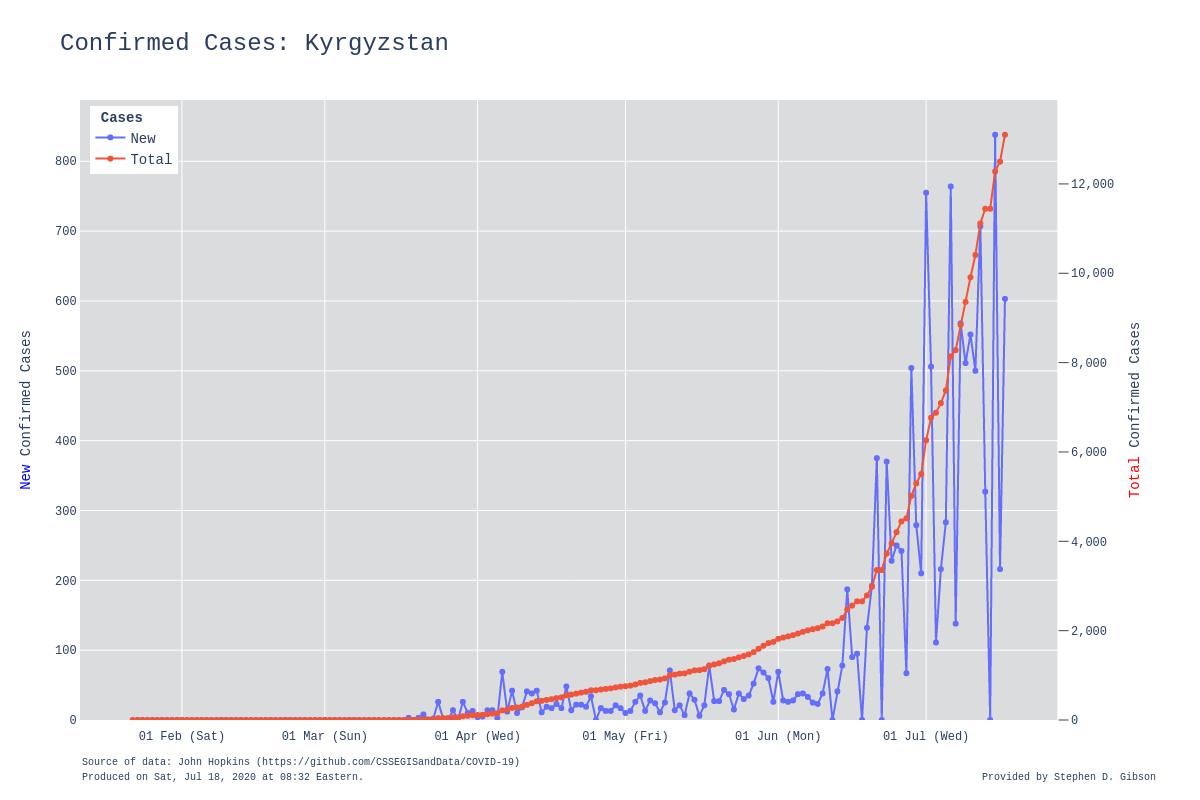 Confirmed Cases: Kyrgyzstan
Cases
New
Total
800
700
600
500
400
300
200
100
0
New Confirmed Cases
12,000
10,000
8,000
6,000
4,000
2,000
0
Total Confirmed Cases
01 Feb (Sat) 01 Mar (Sun) 01 Apr (Wed) 01 May (Fri) 01 Jun (Mon) 01 Jul (Wed)
Source of data: John Hopkins (https://github.com/CSSEGISandData/COVID-19)
Produced on Sat, Jul 18, 2020 at 08:32 Eastern.
Provided by Stephen D. Gibson